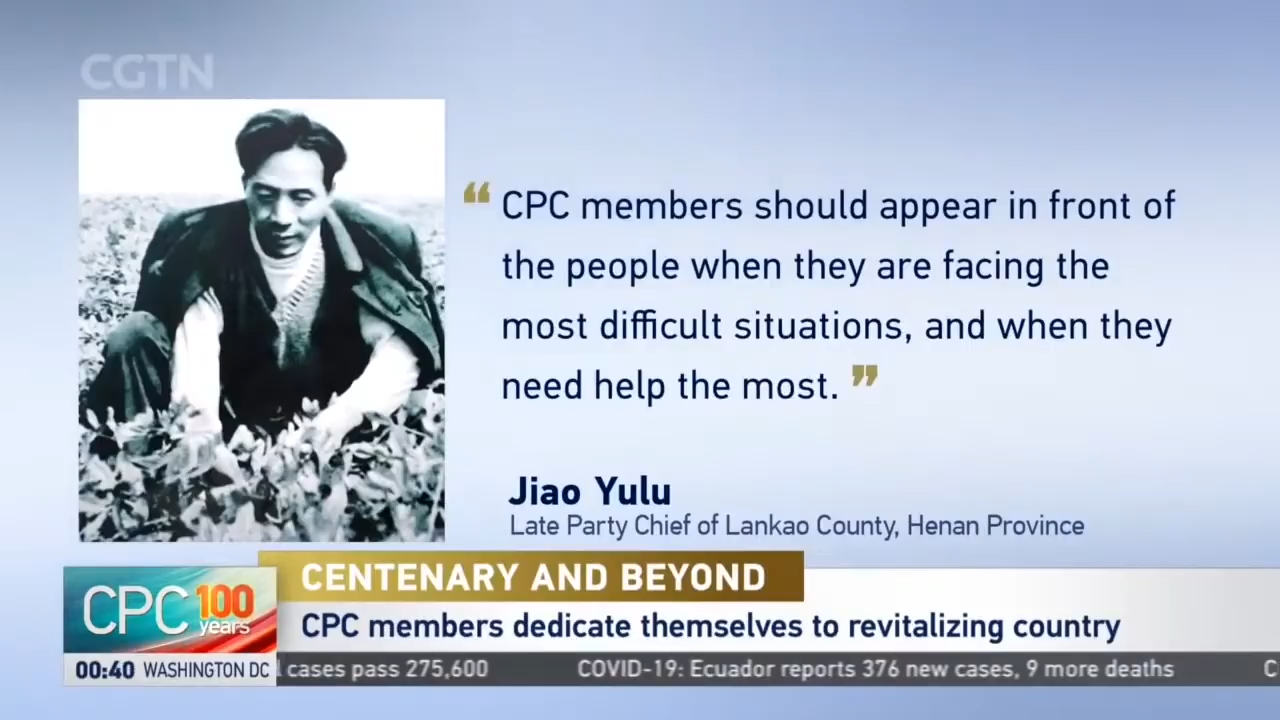 CGTN
“ CPC members should appear in front of
the people when they are facing the
most difficult situations, and when they
need help the most. ”
Jiao Yulu
Late Party Chief of Lankao County, Henan Province
CENTENARY AND BEYOND
CPC 100 years
CPC members dedicate themselves to revitalizing country
00:40 WASHINGTON DC
cases pass 275,600 COVID-19: Ecuador reports 376 new cases, 9 more deaths